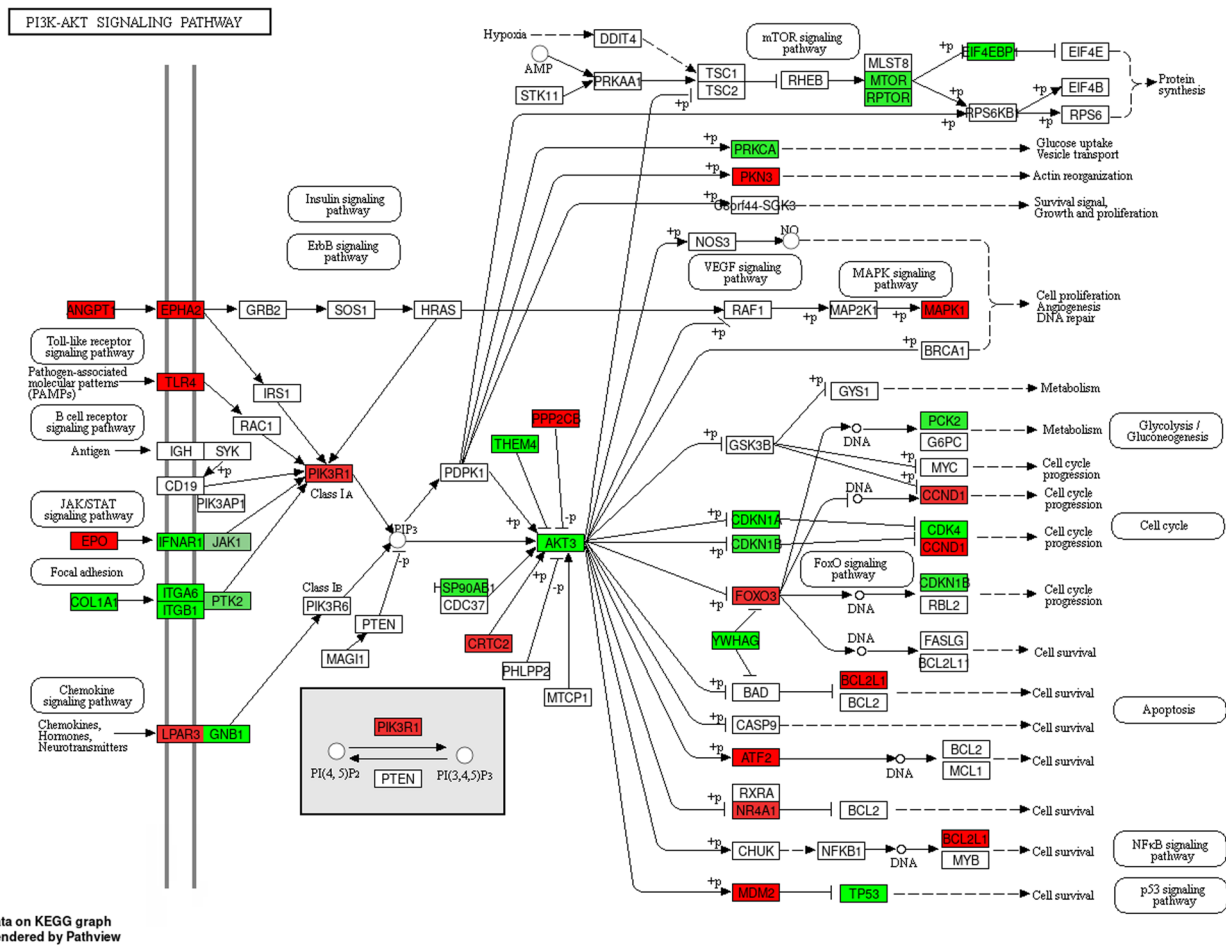 PI3K-AKT SIGNALING PATHWAY
Hypoxia
DDIT4
mTOR signaling
pathway
AMP
PRKAA1
STK11
TSC1
TSC2
+p
RHEB
MLST8
MTOR
RPTOR
+p
EIF4EBP1
EIF4E
+p
RPS6KB1
+p
+p
EIF4B
+p
RPS6
Protein
synthesis
+p
PRKCA
Glucose uptake
Vesicle transport
+p
PKN3
Actin reorganization
+p
C8orf44-SGK3
Survival signal,
Growth and proliferation
Insulin signaling
pathway
ErbB signaling
pathway
+p
NOS3
NO
VEGF signaling
pathway
MAPK signaling
pathway
ANGPT1
EPHA2
GRB2
SOS1
HRAS
RAF1
+p
+p
MAP2K1
+p
MAPK1
Cell proliferation
Angiogenesis
DNA repair
+p
BRCA1
Toll-like receptor
signaling pathway
Pathogen-associated
molecular patterns
(PAMPs)
TLR4
IRS1
RAC1
B cell receptor
signaling pathway
Antigen
IGH
SYK
+p
CD19
PIK3AP1
PIK3R1
Class IA
PDPK1
THEM4
PPP2CB
+p
GYS1
Metabolism
+p
GSK3B
DNA
PCK2
G6PC
Metabolism
Glycolysis /
Gluconeogenesis
+p
MYC
Cell cycle
progression
+p
DNA
CCND1
Cell cycle
progression
JAK/STAT
signaling pathway
EPO
IFNAR1
JAK1
PIP3
-p
+p
-p
AKT3
+p
CDKN1A
+p
CDKN1B
CDK4
CCND1
Cell cycle
progression
Cell cycle
Focal adhesion
COL1A1
ITGA6
ITGB1
PTK2
Class IB
PIK3R6
PTEN
MAGI1
HSP90AB1
CDC37
+p
-p
CRTC2
PHLPP2
MTCP1
FoxO signaling
pathway
+p
FOXO3
DNA
CDKN1B
RBL2
Cell cycle
progression
YWHAG
DNA
FASLG
BCL2L11
Cell survival
Chemokine
signaling pathway
Chemokines,
Hormones,
Neurotransmitters
LPAR3
GNB1
PIK3R1
PI(4, 5)P2
PTEN
PI(3,4,5)P3
+p
BAD
BCL2L1
BCL2
Cell survival
+p
CASP9
Cell survival
Apoptosis
+p
ATF2
DNA
BCL2
MCL1
Cell survival
+p
RXRA
NR4A1
BCL2
Cell survival
+p
CHUK
NFKB1
DNA
BCL2L1
MYB
Cell survival
NFκB signaling
pathway
+p
MDM2
TP53
Cell survival
p53 signaling
pathway
ata on KEGG graph
endered by Pathview